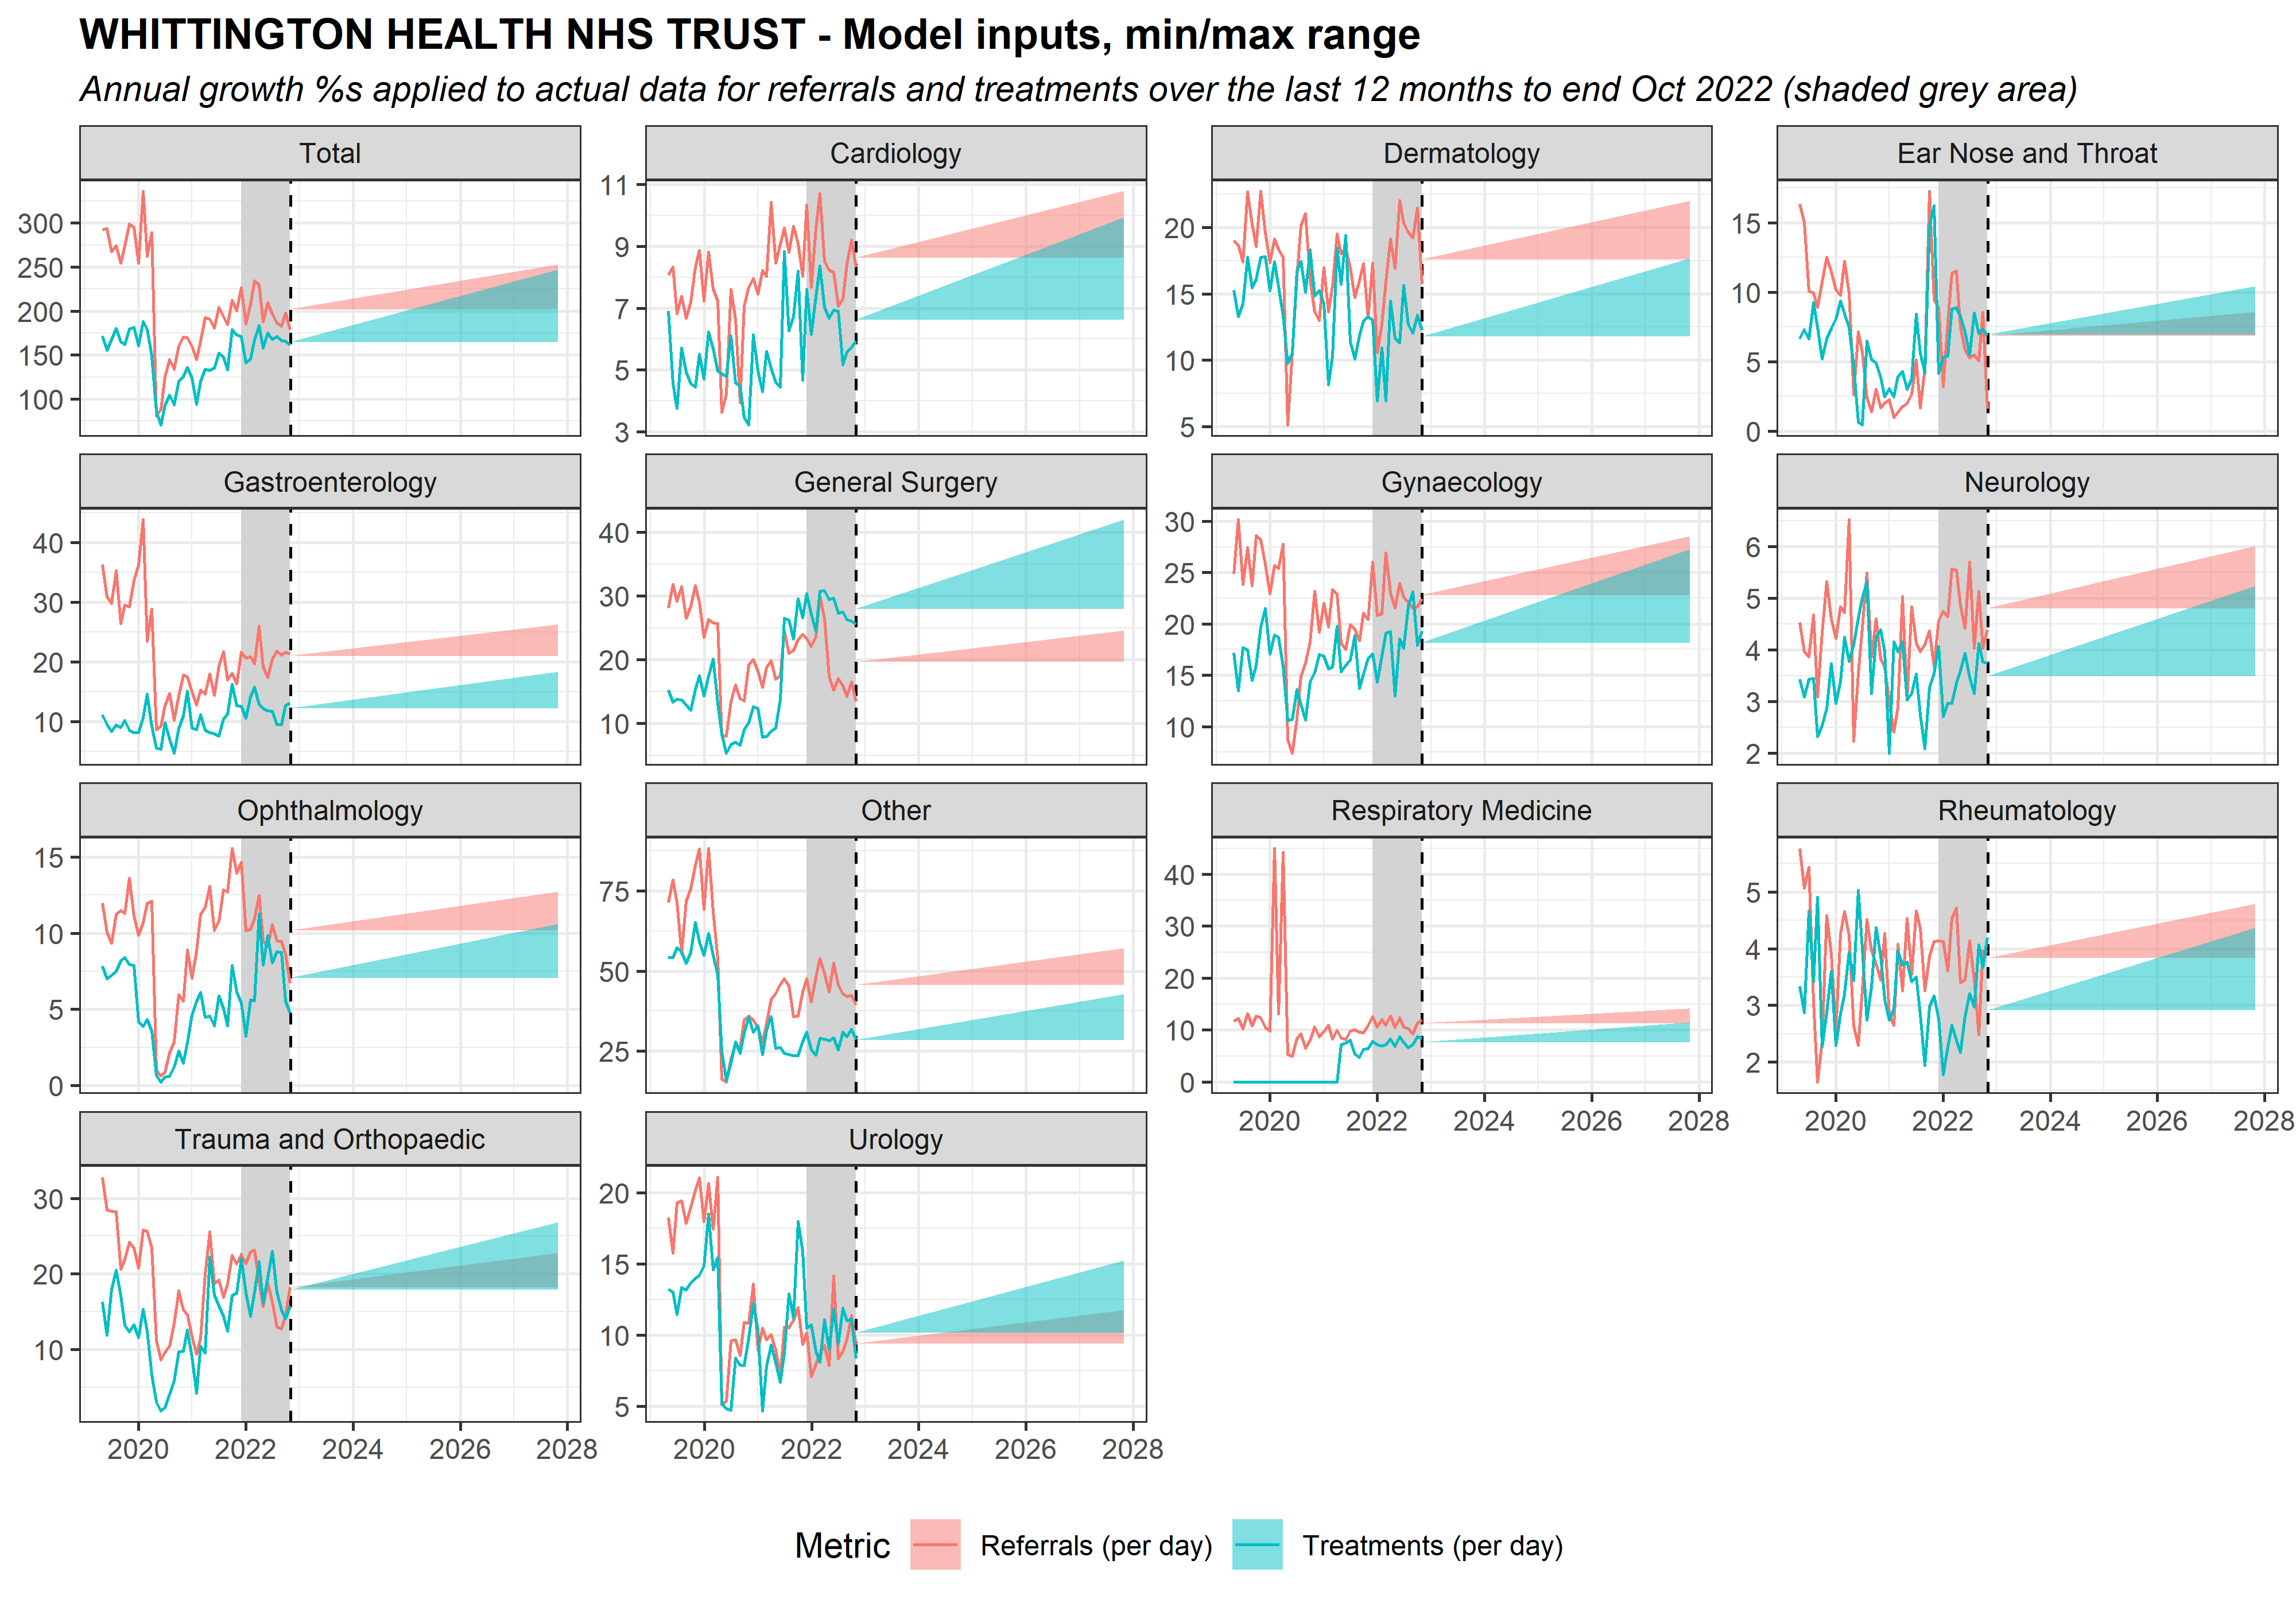 WHITTINGTON HEALTH NHS TRUST - Model inputs, min/max range
Annual growth %s applied to actual data for referrals and treatments over the last 12 months to end Oct 2022 (shaded grey area)
Total
Cardiology
Dermatology
Ear Nose and Throat
300
250
200
150
100
11
9
7
5
3
20
15
10
5
15
10
5
0
Gastroenterology
General Surgery
Gynaecology
Neurology
40
30
20
10
40
30
20
10
30
25
20
15
10
6
5
4
3
2
Ophthalmology
Other
Respiratory Medicine
Rheumatology
15
10
5
0
75
50
25
40
30
20
10
0
5
4
3
2
2020 2022 2024 2026 2028
2020 2022 2024 2026 2028
Trauma and Orthopaedic
Urology
30
20
10
20
15
10
5
2020 2022 2024 2026 2028
2020 2022 2024 2026 2028
Metric Referrals (per day) Treatments (per day)